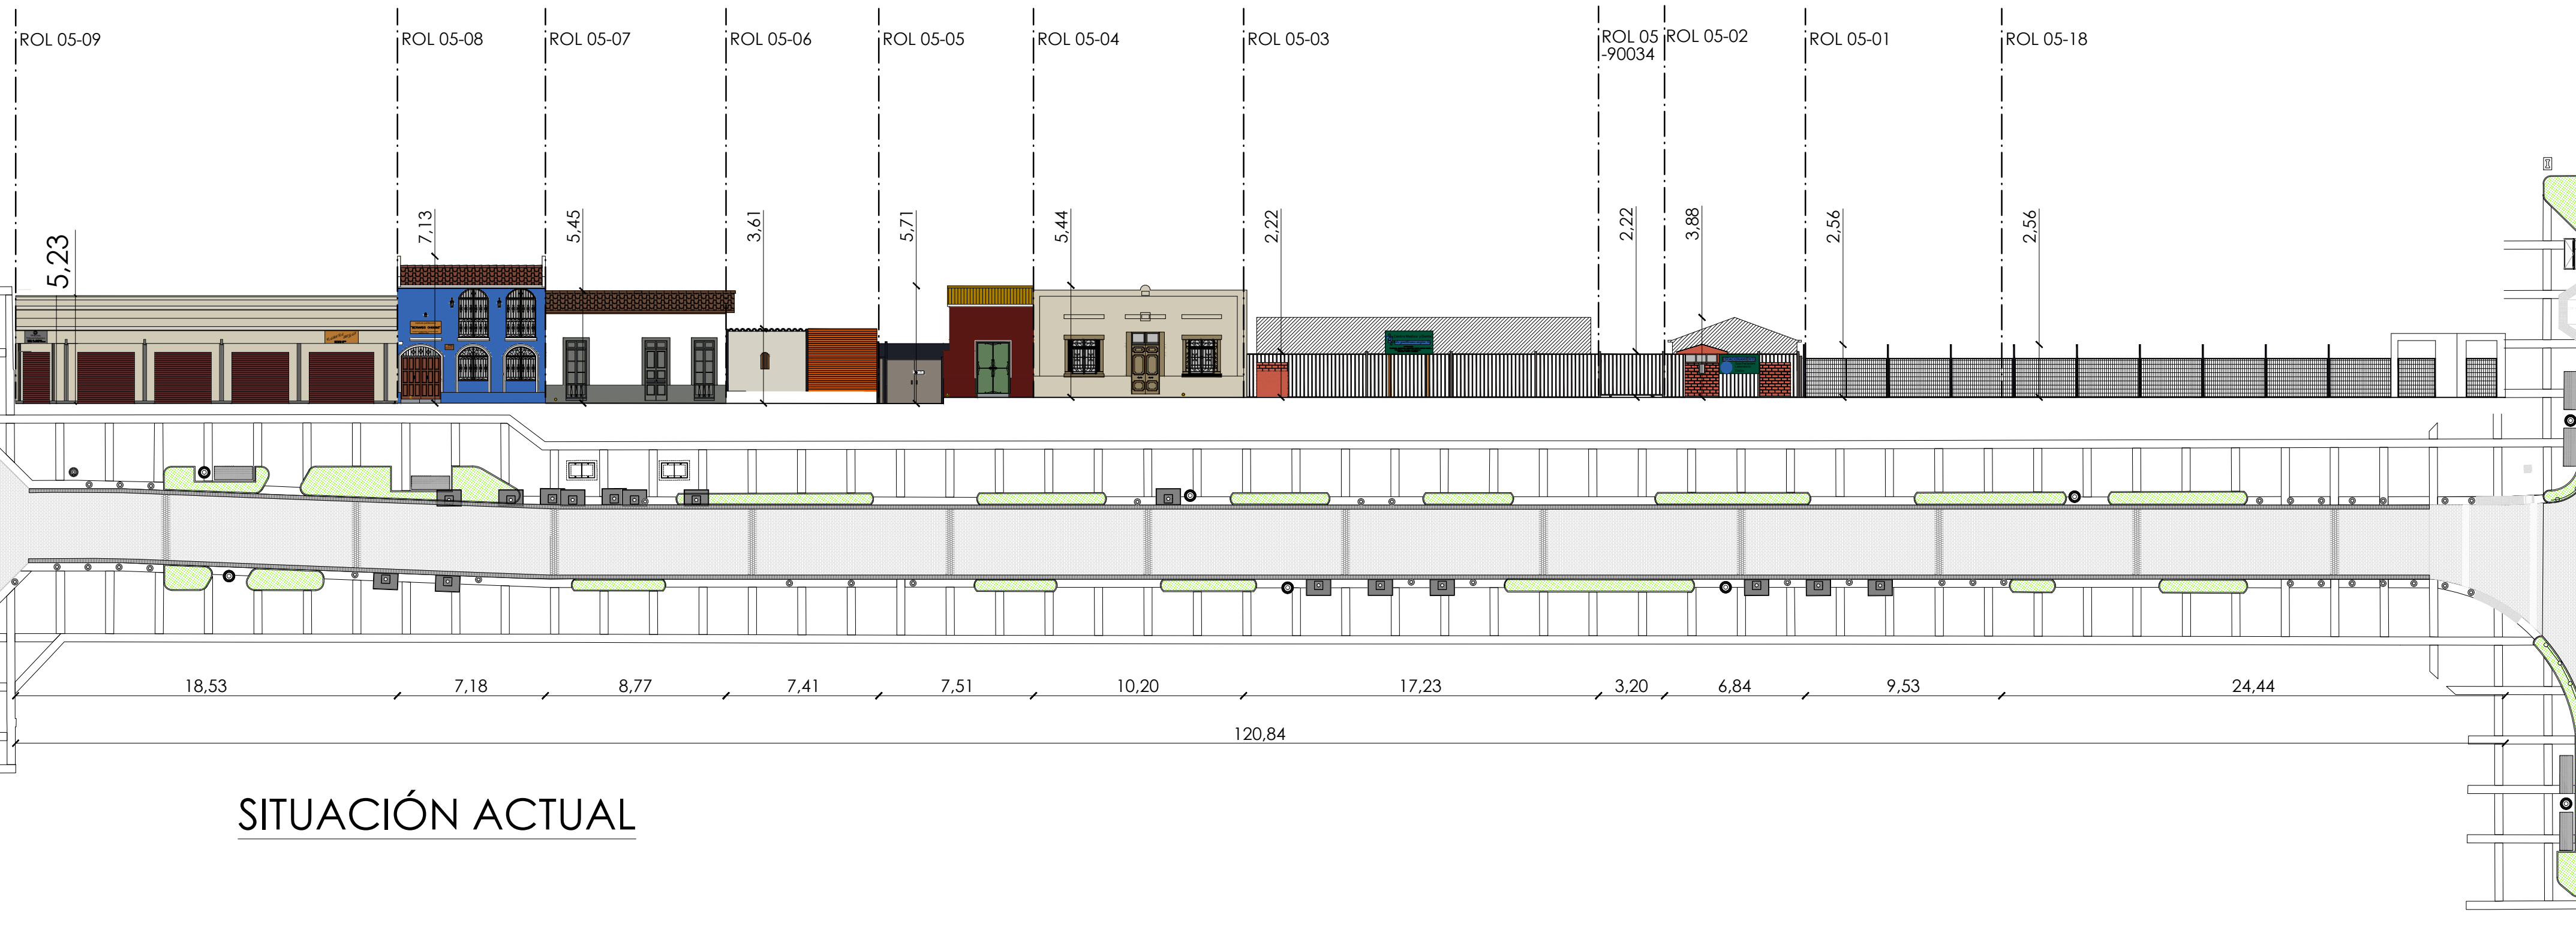 ROL 05-09
ROL 05-08
ROL 05-07
ROL 05-06
ROL 05-05
ROL 05-04
ROL 05-03
ROL 05
-90034
ROL 05-02
ROL 05-01
ROL 05-18
5,23
7,13
5,45
3,61
5,71
5,44
2,22
2,22
3,88
2,56
2,56
18,53
7,18
8,77
7,41
7,51
10,20
17,23
3,20
6,84
9,53
24,44
120,84
SITUACIÓN ACTUAL